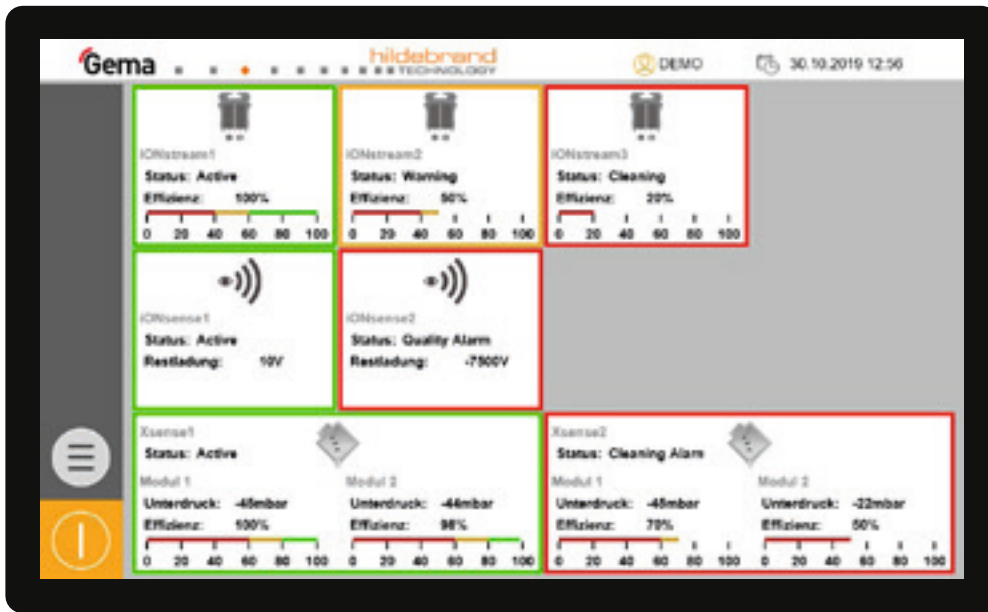 Gema
hildebrand
TECHNOLOGY
DEMO
30.10.2019 12:56
iONstream1
Status: Active
Effizienz: 100%
0 20 40 60 80 100
iONstream2
Status: Warning
Effizienz: 50%
0 20 40 60 80 100
iONstream3
Status: Cleaning
Effizienz: 20%
0 20 40 60 80 100
iONsense1
Status: Active
Restladung: 10V
iONsense2
Status: Quality Alarm
Restladung: -7500V
Xsense1
Status: Active
Modul 1
Unterdruck: -45mbar
Effizienz: 100%
0 20 40 60 80 100
Modul 2
Unterdruck: -44mbar
Effizienz: 98%
0 20 40 60 80 100
Xsense2
Status: Cleaning Alarm
Modul 1
Unterdruck: -45mbar
Effizienz: 70%
0 20 40 60 80 100
Modul 2
Unterdruck: -22mbar
Effizienz: 50%
0 20 40 60 80 100